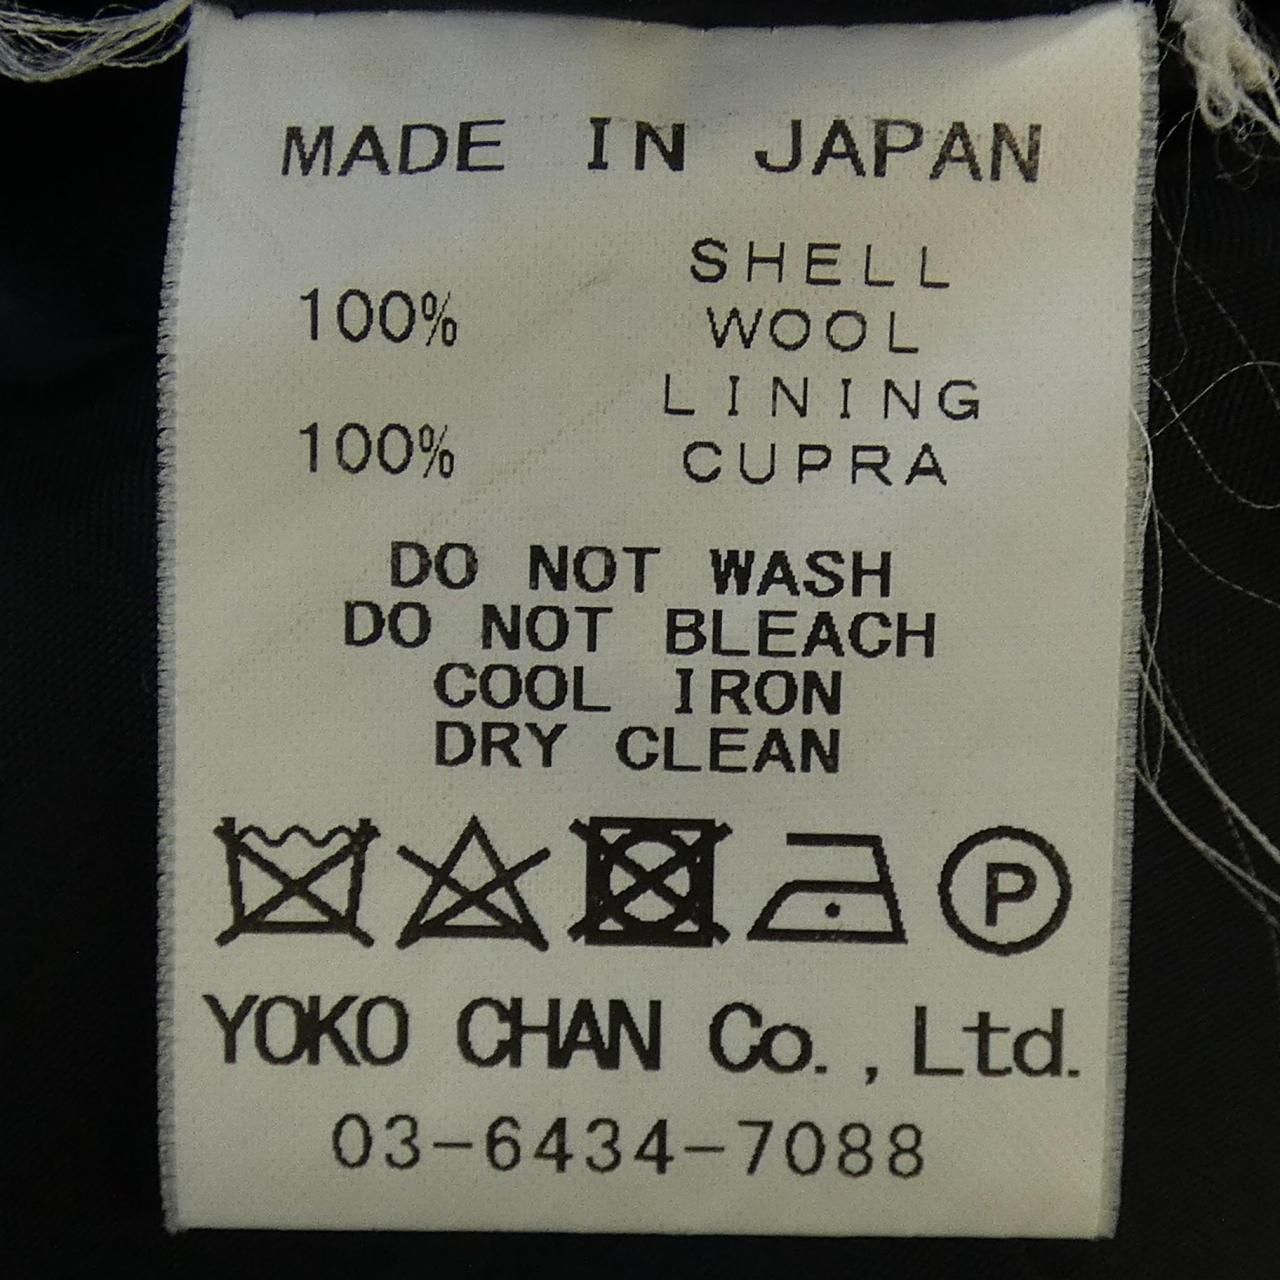 MADE IN JAPAN
SHELL
100% WOOL
LINING
100% CUPRA
DO NOT WASH
DO NOT BLEACH
COOL IRON
DRY CLEAN
P
YOKO CHAN Co., Ltd.
03-6434-7088